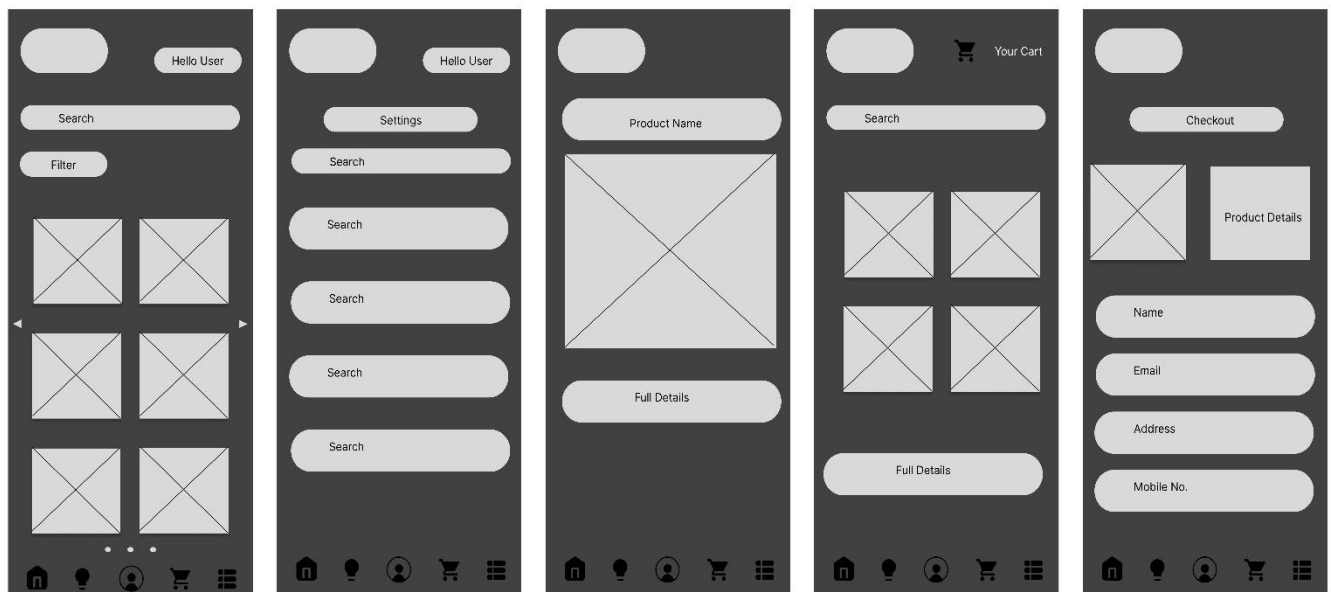 Hello User
Search
Filter
Hello User
Settings
Search
Search
Search
Search
Search
Product Name
Full Details
Your Cart
Search
Full Details
Checkout
Product Details
Name
Email
Address
Mobile No.